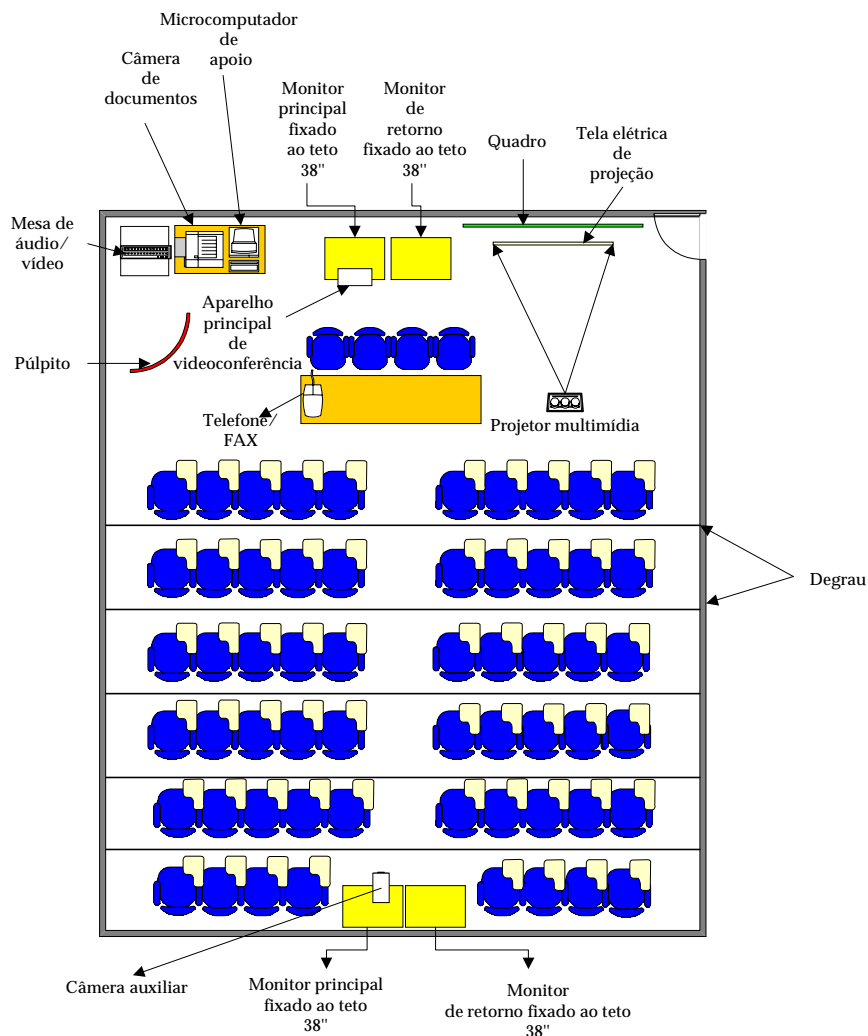 Microcomputador
de
apoio
Câmera
de
documentos
Monitor
principal
fixado
ao teto
38"
Monitor
de
retorno
fixado ao teto
38"
Quadro
Tela elétrica
de
projeção
Mesa de
áudio/
vídeo
Aparelho
principal
de
videoconferência
Púlpito
Telefone/
FAX
Projetor multimídia
Degrau
Câmera auxiliar
Monitor principal
fixado ao teto
38"
Monitor
de retorno fixado ao teto
38"